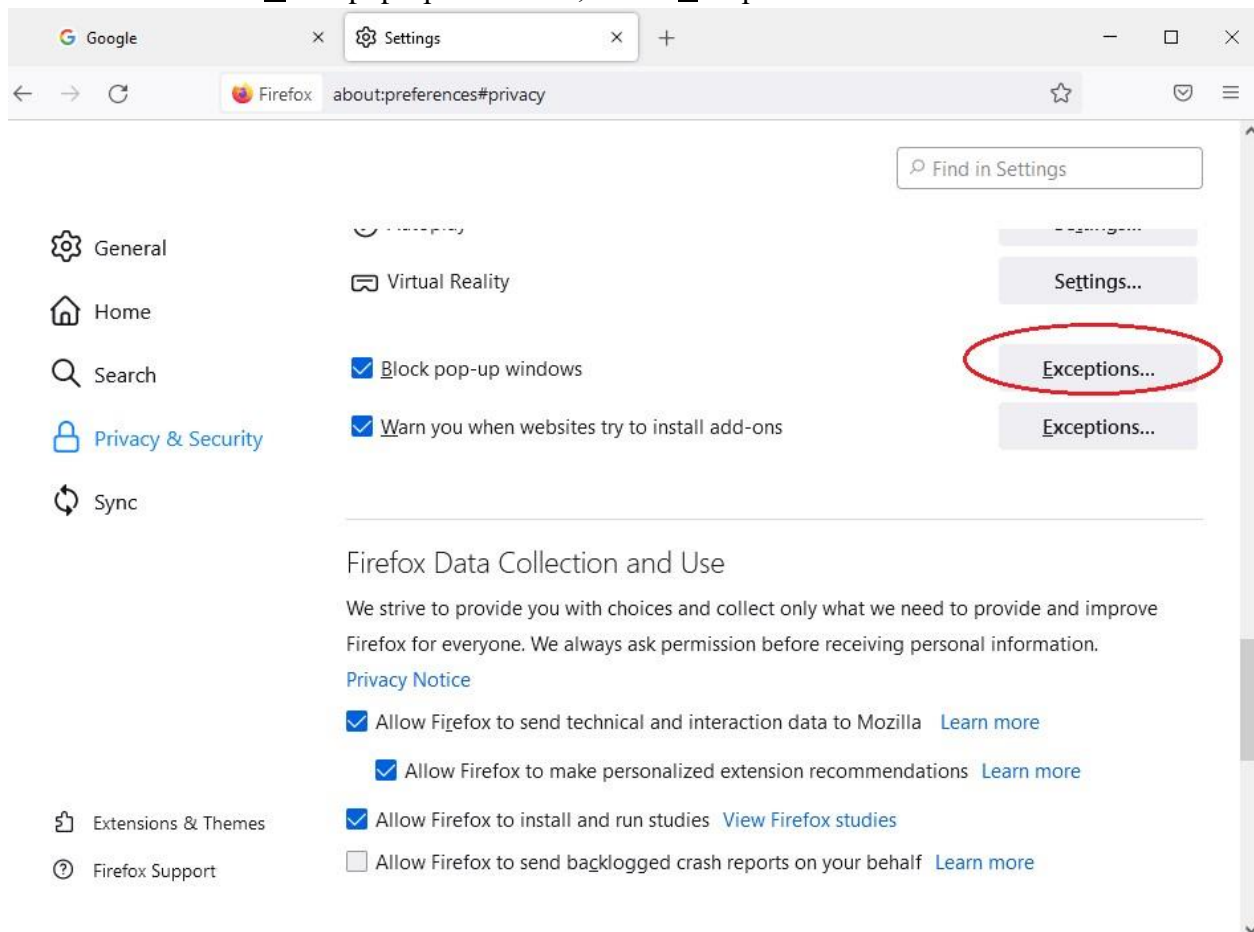 Google
Settings
Firefox about:preferences#privacy
Find in Settings
General
Virtual Reality Settings...
Home
Block pop-up windows Exceptions...
Search
Warn you when websites try to install add-ons Exceptions...
Privacy & Security
Sync
Firefox Data Collection and Use
We strive to provide you with choices and collect only what we need to provide and improve
Firefox for everyone. We always ask permission before receiving personal information.
Privacy Notice
Allow Firefox to send technical and interaction data to Mozilla Learn more
Allow Firefox to make personalized extension recommendations Learn more
Extensions & Themes
Allow Firefox to install and run studies View Firefox studies
Firefox Support
Allow Firefox to send backlogged crash reports on your behalf Learn more